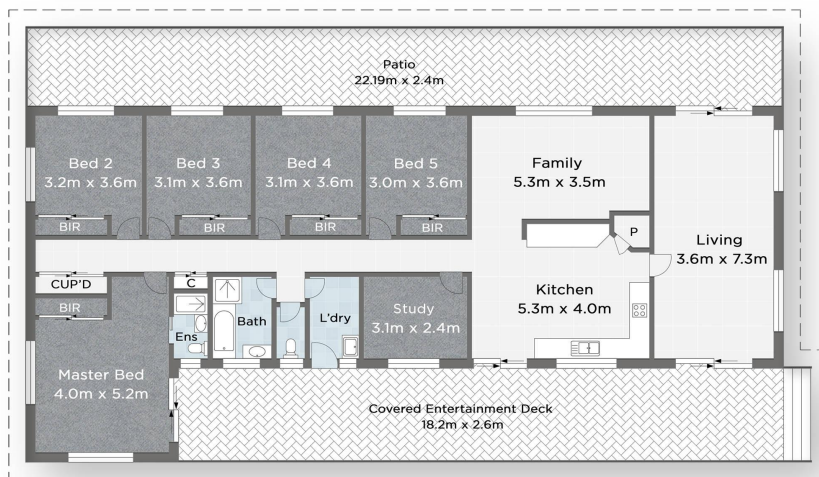 Patio
22.19m x 2.4m
Bed 2
3.2m x 3.6m
BIR
Bed 3
3.1m x 3.6m
BIR
Bed 4
3.1m x 3.6m
BIR
Bed 5
3.0m x 3.6m
BIR
Family
5.3m x 3.5m
P
Living
3.6m x 7.3m
CUP'D
C
BIR
Ens
Bath
L'dry
Study
3.1m x 2.4m
Kitchen
5.3m x 4.0m
Master Bed
4.0m x 5.2m
Covered Entertainment Deck
18.2m x 2.6m